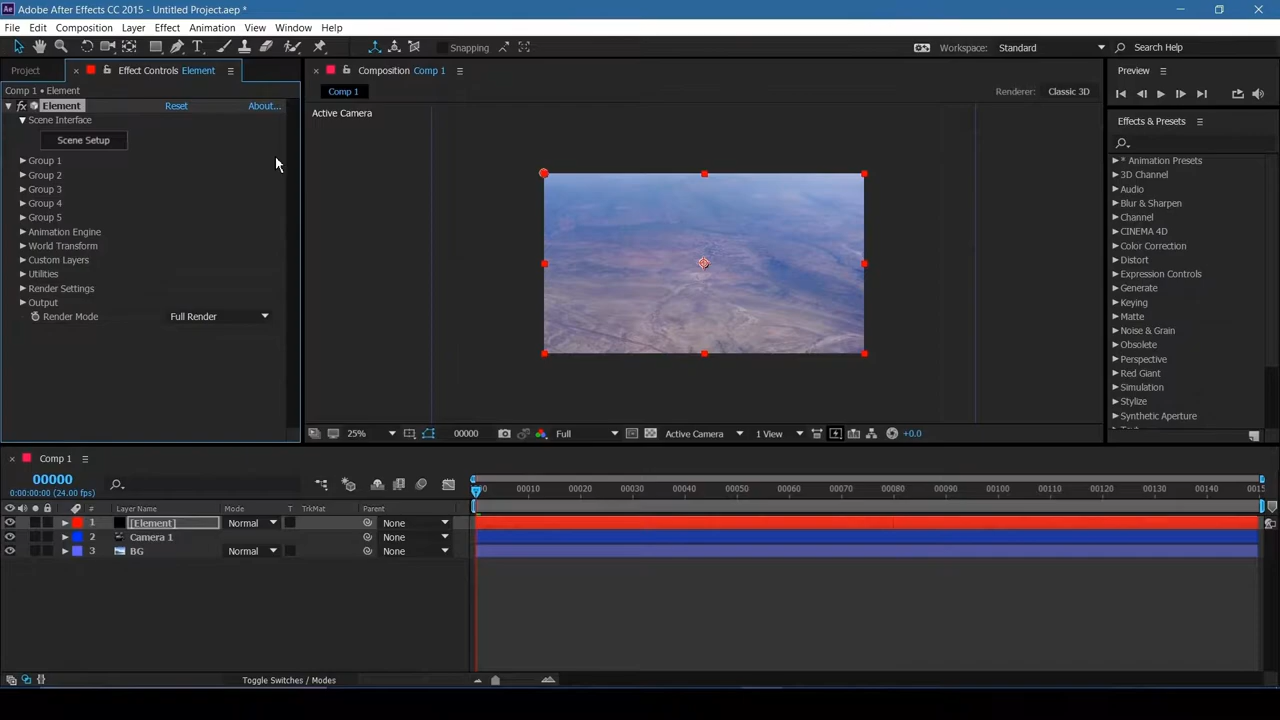 Ae Adobe After Effects CC 2015 - Untitled Project.aep *
File Edit Composition Layer Effect Animation View Window Help
T Snapping Workspace: Standard Search Help
Project Effect Controls Element
Comp 1 • Element
fx Element Reset About...
Scene Interface
Scene Setup
Group 1
Group 2
Group 3
Group 4
Group 5
Animation Engine
World Transform
Custom Layers
Utilities
Render Settings
Output
Render Mode Full Render
Composition Comp 1
Comp 1 Renderer: Classic 3D
Active Camera
25% 00000 Full Active Camera 1 View +0.0
Preview
Effects & Presets
* Animation Presets
3D Channel
Audio
Blur & Sharpen
Channel
CINEMA 4D
Color Correction
Distort
Expression Controls
Generate
Keying
Matte
Noise & Grain
Obsolete
Perspective
Red Giant
Simulation
Stylize
Synthetic Aperture
Comp 1
00000
0:00:00:00 (24.00 fps)
# Layer Name Mode T TrkMat Parent
00010 00020 00030 00040 00050 00060 00070 00080 00090 00100 00110 00120 00130 00140
1 [Element] Normal None
2 Camera 1 None
3 BG Normal None
Toggle Switches / Modes